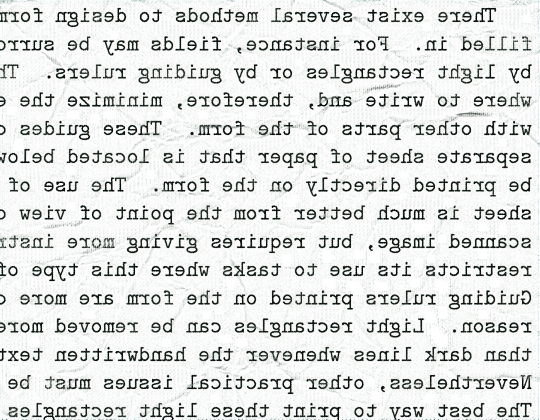 There exist several methods to design form
filled in. For instance, fields may be surro
by light rectangles or by guiding rulers. Th
where to write and, therefore, minimize the
with other parts of the form. These guides
separate sheet of paper that is located below
be printed directly on the form. The use of
sheet is much better from the point of view
scanned image, but requires giving more instr
restricts its use to tasks where this type of
Guiding rulers printed on the form are more
reason. Light rectangles can be removed more
than dark lines whenever the handwritten text
Nevertheless, other practical issues must be
The best way to print these light rectangles